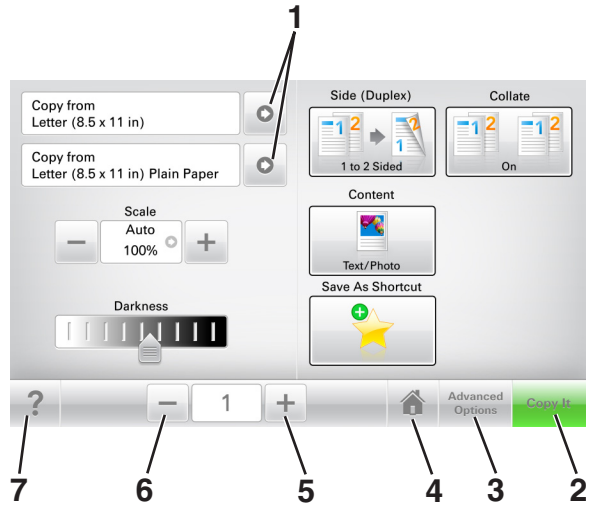 1
Copy from
Letter (8.5 x 11 in)
Copy from
Letter (8.5 x 11 in) Plain Paper
Scale
Auto
100%
Darkness
Side (Duplex)
1 2
2
1
1 to 2 Sided
Collate
1 2
1 2
On
Content
Text/Photo
Save As Shortcut
?
1
Advanced
Options
Copy It
7
6
5
4
3
2